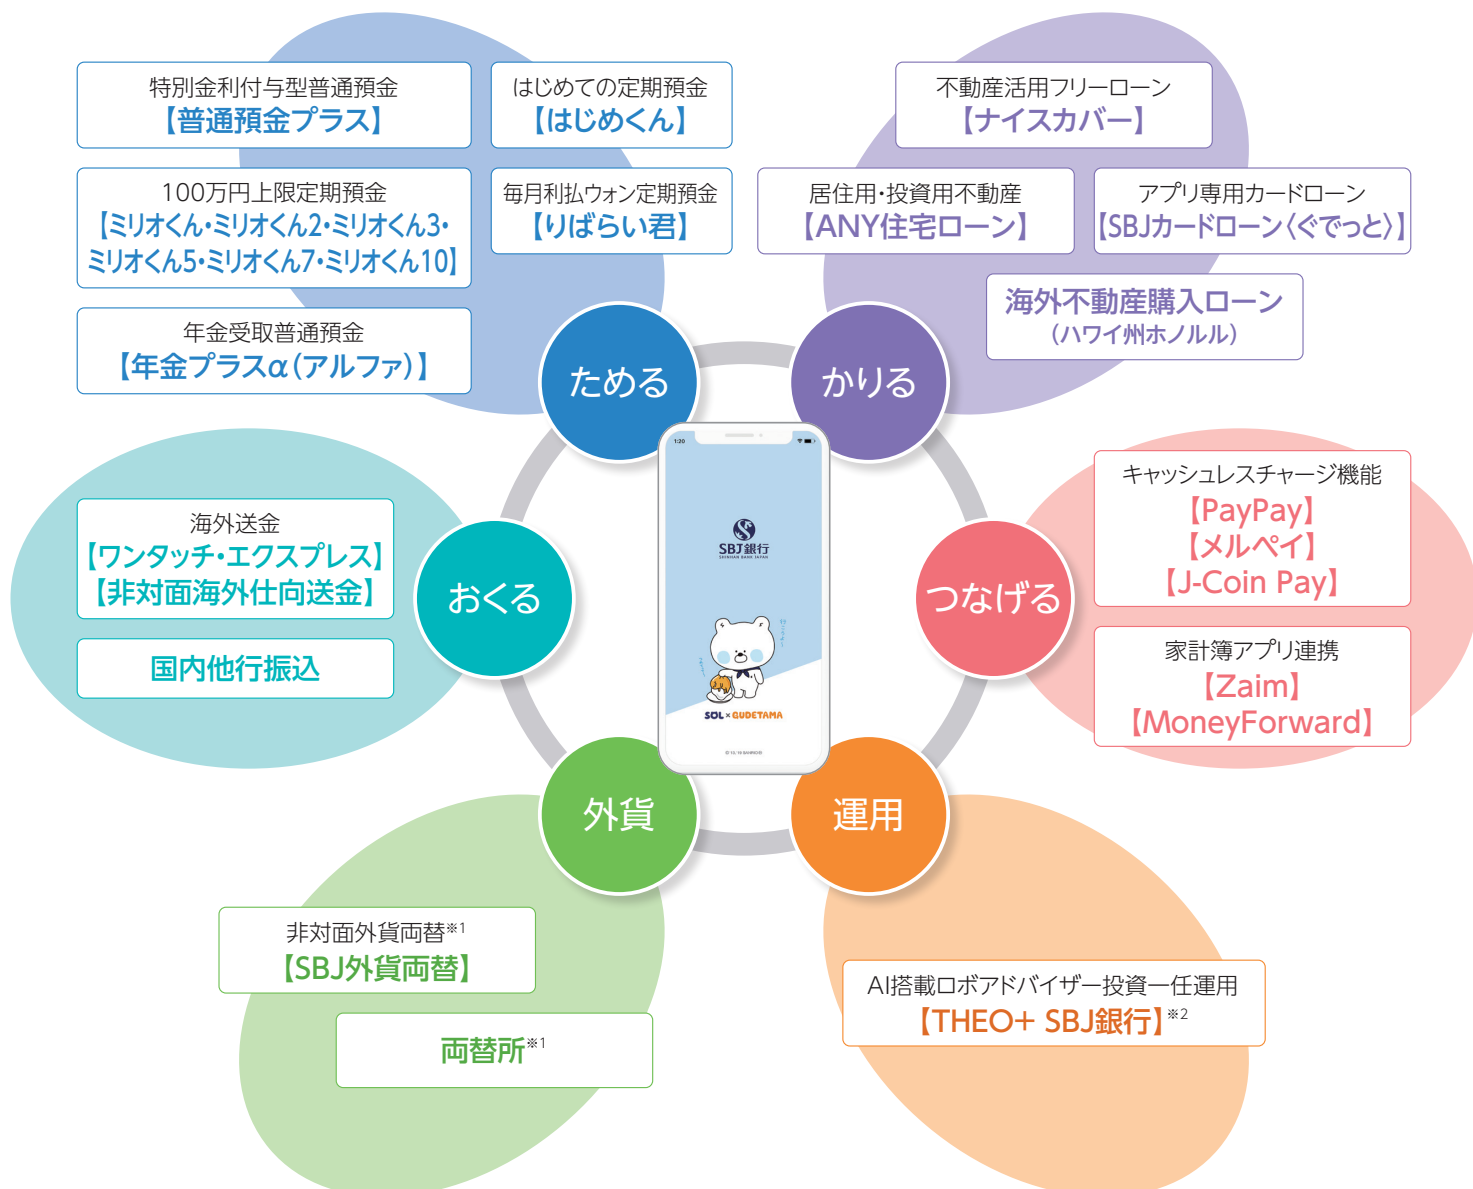 特別金利付与型普通預金
【普通預金プラス】
はじめての定期預金
【はじめくん】
100万円上限定期預金
【ミリオくん・ミリオくん2・ミリオくん3・
ミリオくん5・ミリオくん7・ミリオくん10】
毎月利払ウォン定期預金
【りばらい君】
年金受取普通預金
【年金プラスα(アルファ)】
ためる
不動産活用フリーローン
【ナイスカバー】
居住用・投資用不動産
【ANY住宅ローン】
アプリ専用カードローン
【SBJカードローン〈ぐでっと〉】
海外不動産購入ローン
(ハワイ州ホノルル)
かりる
海外送金
【ワンタッチ・エクスプレス】
【非対面海外仕向送金】
国内他行振込
おくる
1:20
SBJ銀行
SHINHAN BANK JAPAN
SOL×GUDETAMA
つなげる
キャッシュレスチャージ機能
【PayPay】
【メルペイ】
【J-Coin Pay】
家計簿アプリ連携
【Zaim】
【MoneyForward】
外貨
非対面外貨両替※1
【SBJ外貨両替】
両替所※1
運用
AI搭載ロボアドバイザー投資一任運用
【THEO+ SBJ銀行】※2